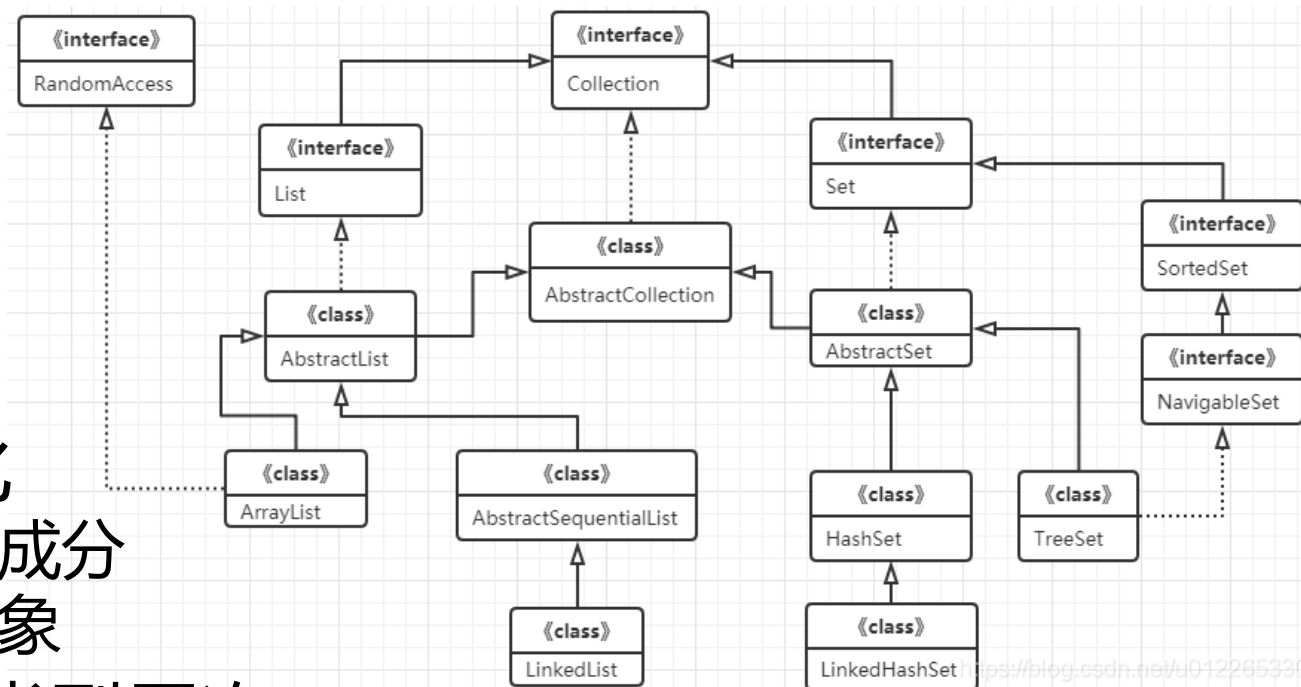 《interface》
RandomAccess
《interface》
Collection
《interface》
List
《interface》
Set
《class》
AbstractCollection
《interface》
SortedSet
《class》
AbstractList
《class》
AbstractSet
《interface》
NavigableSet
《class》
ArrayList
《class》
AbstractSequentialList
《class》
HashSet
《class》
TreeSet
成分
象
《class》
LinkedList
《class》
LinkedHashSet